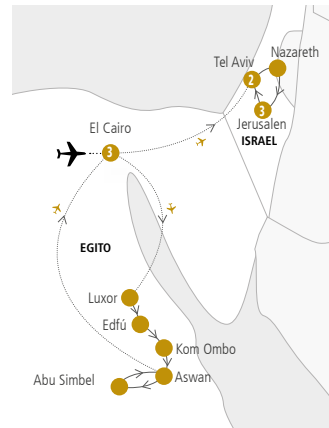 Tel Aviv
Nazareth
2
3
Jerusalen
ISRAEL
El Cairo
3
EGITO
Luxor
Edfú
Kom Ombo
Abu Simbel
Aswan